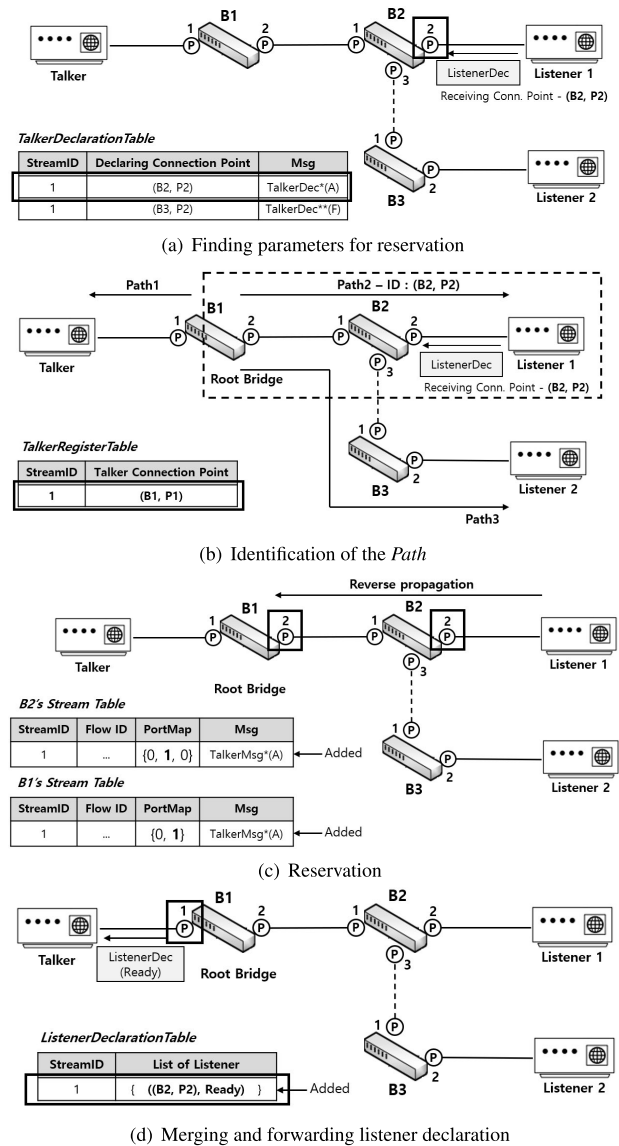 B1
B2
1
P
P
2
1
P
2
P
Talker
ListenerDec
Listener 1
P
3
Receiving Conn. Point - (B2, P2)
TalkerDeclarationTable
StreamID Declaring Connection Point Msg
1 (B2, P2) TalkerDec*(A)
1 (B3, P2) TalkerDec**(F)
1
P
P
2
B3
Listener 2
(a) Finding parameters for reservation
Path1
Path2 – ID : (B2, P2)
B1
B2
1
P
2
P
1
P
2
P
Talker
ListenerDec
Listener 1
P
3
Root Bridge
Receiving Conn. Point - (B2, P2)
TalkerRegisterTable
StreamID Talker Connection Point
1 (B1, P1)
1
P
P
2
B3
Listener 2
Path3
(b) Identification of the Path
Reverse propagation
B1
B2
1
P
2
P
1
P
2
P
Talker
Listener 1
P
3
Root Bridge
B2's Stream Table
StreamID Flow ID PortMap Msg
1 ... {0, 1, 0} TalkerMsg*(A)
Added
1
P
P
2
B3
Listener 2
B1's Stream Table
StreamID Flow ID PortMap Msg
1 ... {0, 1} TalkerMsg*(A)
Added
(c) Reservation
B1
B2
1
P
2
P
1
P
2
P
Talker
ListenerDec
(Ready)
Root Bridge
Listener 1
P
3
ListenerDeclarationTable
StreamID List of Listener
1 { ((B2, P2), Ready) }
Added
1
P
P
2
B3
Listener 2
(d) Merging and forwarding listener declaration